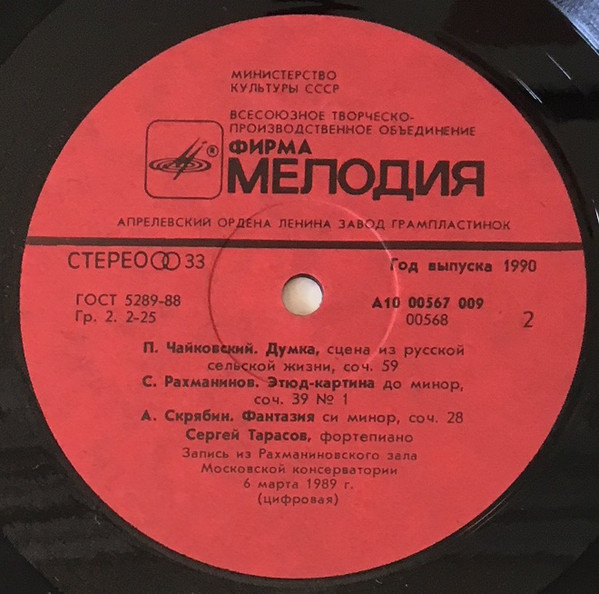 МИНИСТЕРСТВО
КУЛЬТУРЫ СССР
ВСЕСОЮЗНОЕ ТВОРЧЕСКО-
ПРОИЗВОДСТВЕННОЕ ОБЪЕДИНЕНИЕ
ФИРМА
®
МЕЛОДИЯ
АПРЕЛЕВСКИЙ ОРДЕНА ЛЕНИНА ЗАВОД ГРАМПЛАСТИНОК
СТЕРЕО 33
Год выпуска 1990
ГОСТ 5289-88
А10 00567 009
Гр. 2. 2-25
00568
2
П. Чайковский. Думка, сцена из русской
сельской жизни, соч. 59
С. Рахманинов. Этюд-картина до минор,
соч. 39 № 1
А. Скрябин. Фантазия си минор, соч. 28
Сергей Тарасов, фортепиано
Запись из Рахманиновского зала
Московской консерватории
6 марта 1989 г.
(цифровая)